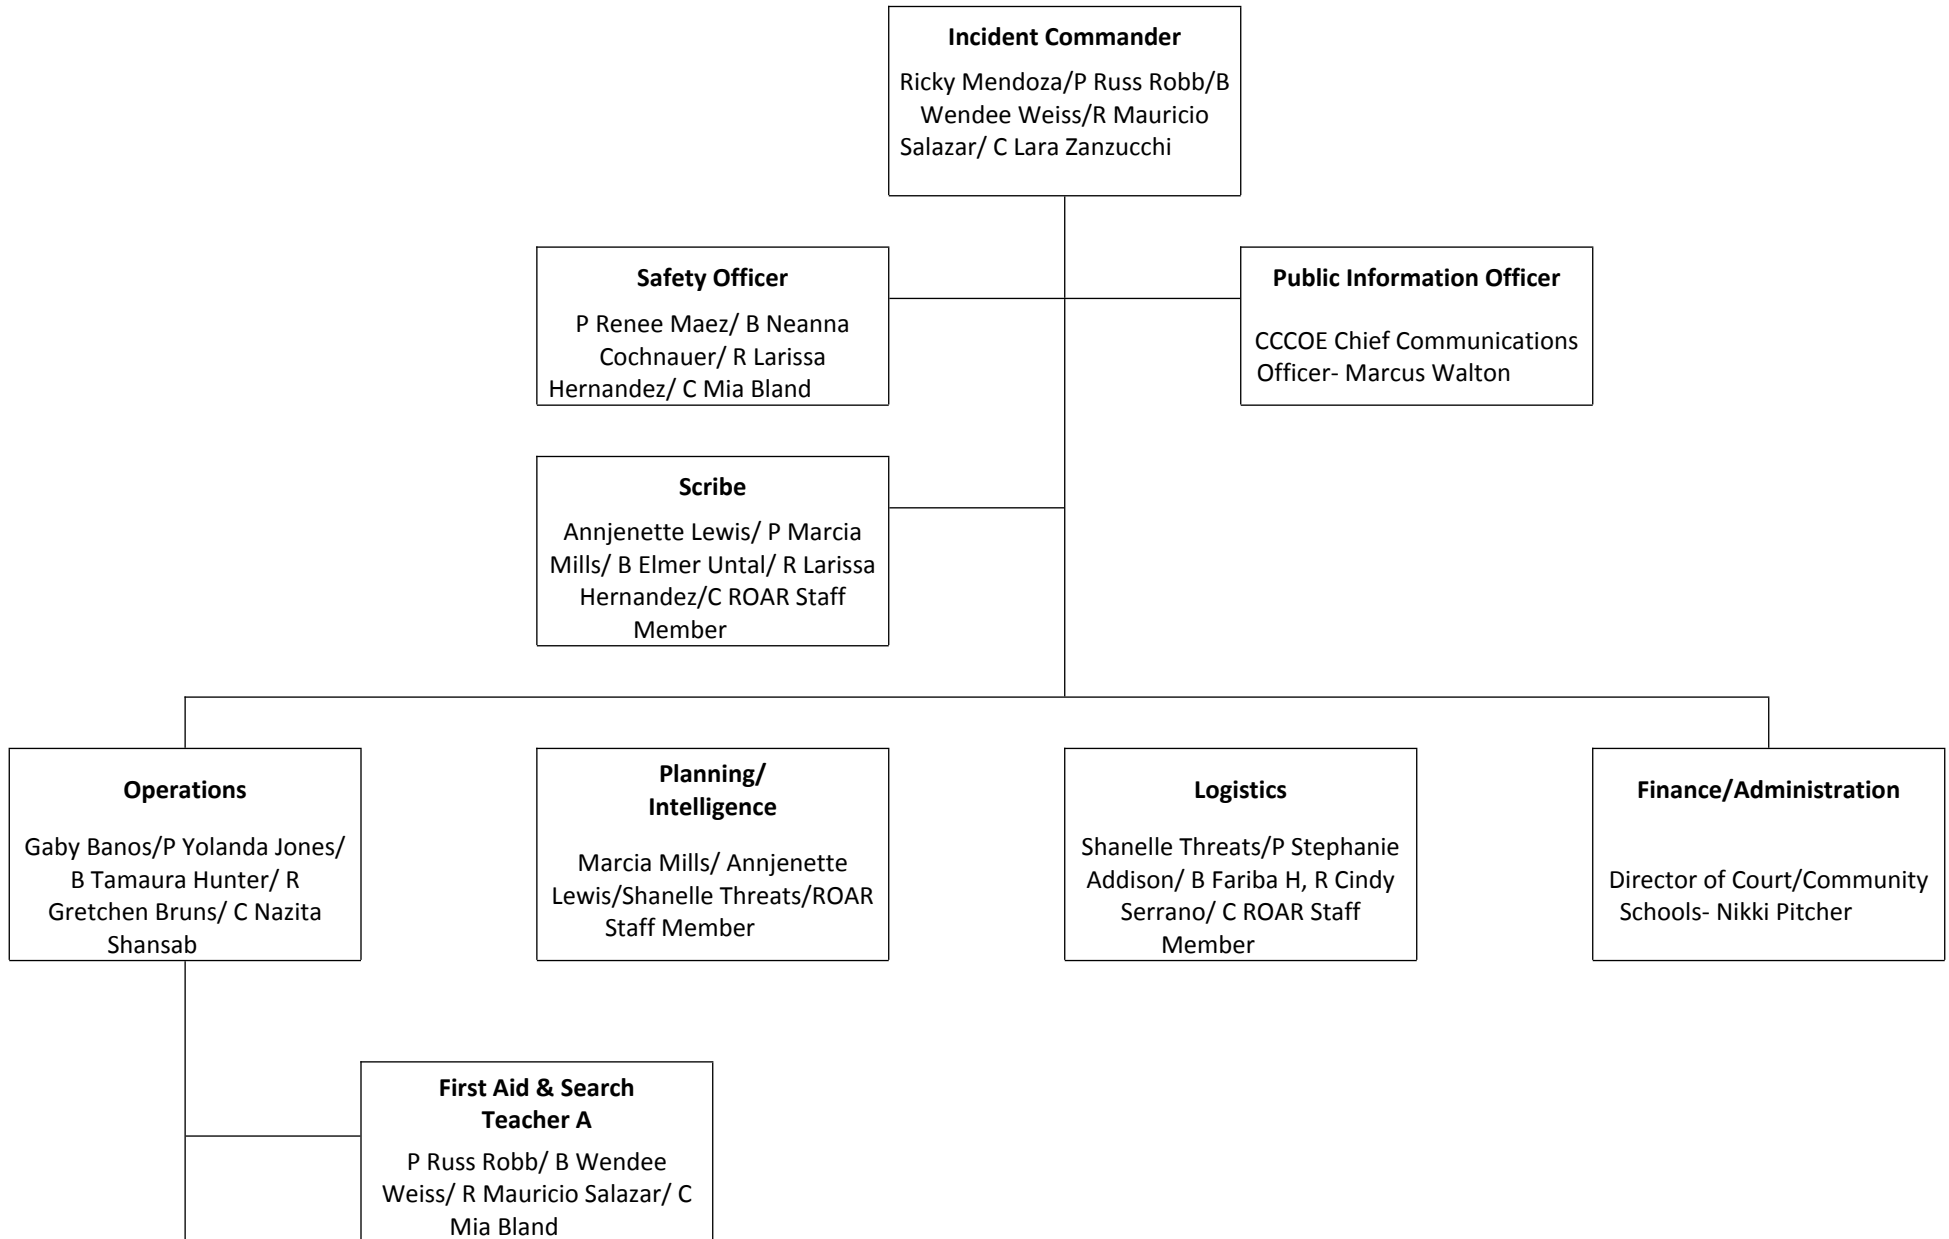 Incident Commander
Ricky Mendoza/P Russ Robb/B
Wendee Weiss/R Mauricio
Salazar/ C Lara Zanzucchi
Safety Officer
P Renee Maez/ B Neanna
Cochnauer/ R Larissa
Hernandez/ C Mia Bland
Public Information Officer
CCCOE Chief Communications
Officer- Marcus Walton
Scribe
Annjenette Lewis/ P Marcia
Mills/ B Elmer Untal/ R Larissa
Hernandez/C ROAR Staff
Member
Operations
Gaby Banos/P Yolanda Jones/
B Tamaura Hunter/ R
Gretchen Bruns/ C Nazita
Shansab
Planning/
Intelligence
Marcia Mills/ Annjenette
Lewis/Shanelle Threats/ROAR
Staff Member
Logistics
Shanelle Threats/P Stephanie
Addison/ B Fariba H, R Cindy
Serrano/ C ROAR Staff
Member
Finance/Administration
Director of Court/Community
Schools- Nikki Pitcher
First Aid & Search
Teacher A
P Russ Robb/ B Wendee
Weiss/ R Mauricio Salazar/ C
Mia Bland